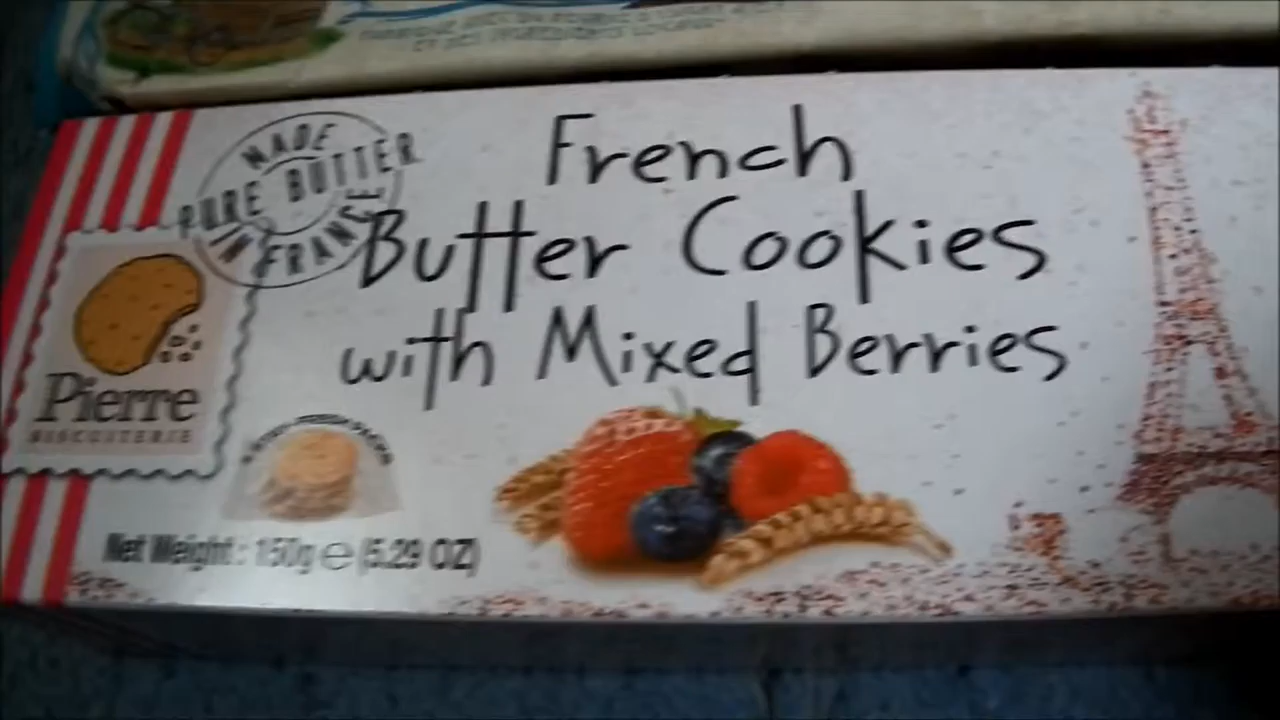 MADE
PURE BUTTER
IN FRANCE
French
Butter Cookies
with Mixed Berries
Pierre
BISCUITERIE
Net Weight: 150g e (5.29 OZ)